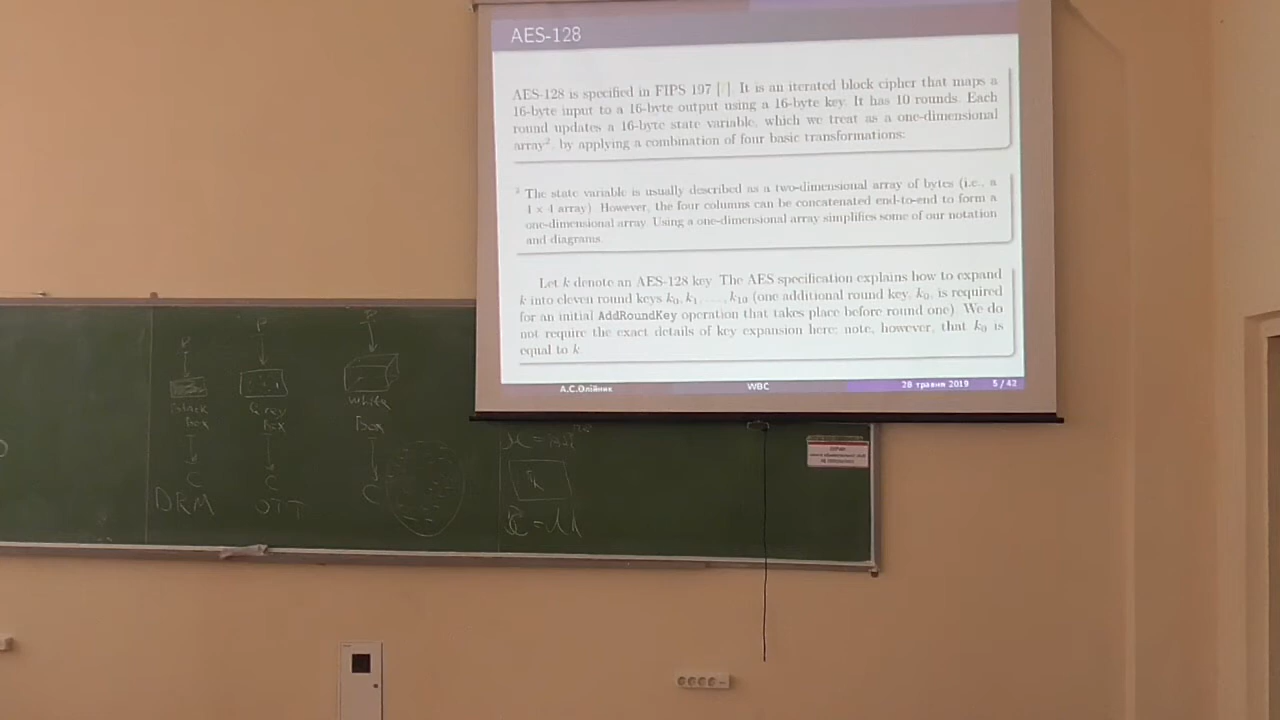 AES-128
AES-128 is specified in FIPS 197 [7]. It is an iterated block cipher that maps a
16-byte input to a 16-byte output using a 16-byte key. It has 10 rounds. Each
round updates a 16-byte state variable, which we treat as a one-dimensional
array², by applying a combination of four basic transformations:
² The state variable is usually described as a two-dimensional array of bytes (i.e., a
4 × 4 array). However, the four columns can be concatenated end-to-end to form a
one-dimensional array. Using a one-dimensional array simplifies some of our notation
and diagrams.
Let k denote an AES-128 key. The AES specification explains how to expand
k into eleven round keys k₀, k₁, . . . , k₁₀ (one additional round key, k₀, is required
for an initial AddRoundKey operation that takes place before round one). We do
not require the exact details of key expansion here; note, however, that k₀ is
equal to k.
А.С.Олійник WBC 28 травня 2019 5 / 42
P P P
Black Grey White
Box Box Box
C C C
DRM OTT